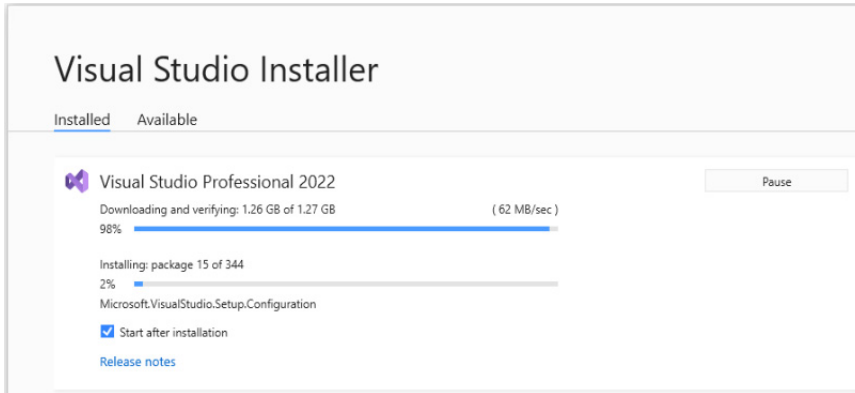 Visual Studio Installer
Installed Available
Visual Studio Professional 2022
Pause
Downloading and verifying: 1.26 GB of 1.27 GB ( 62 MB/sec )
98%
Installing: package 15 of 344
2%
Microsoft.VisualStudio.Setup.Configuration
Start after installation
Release notes